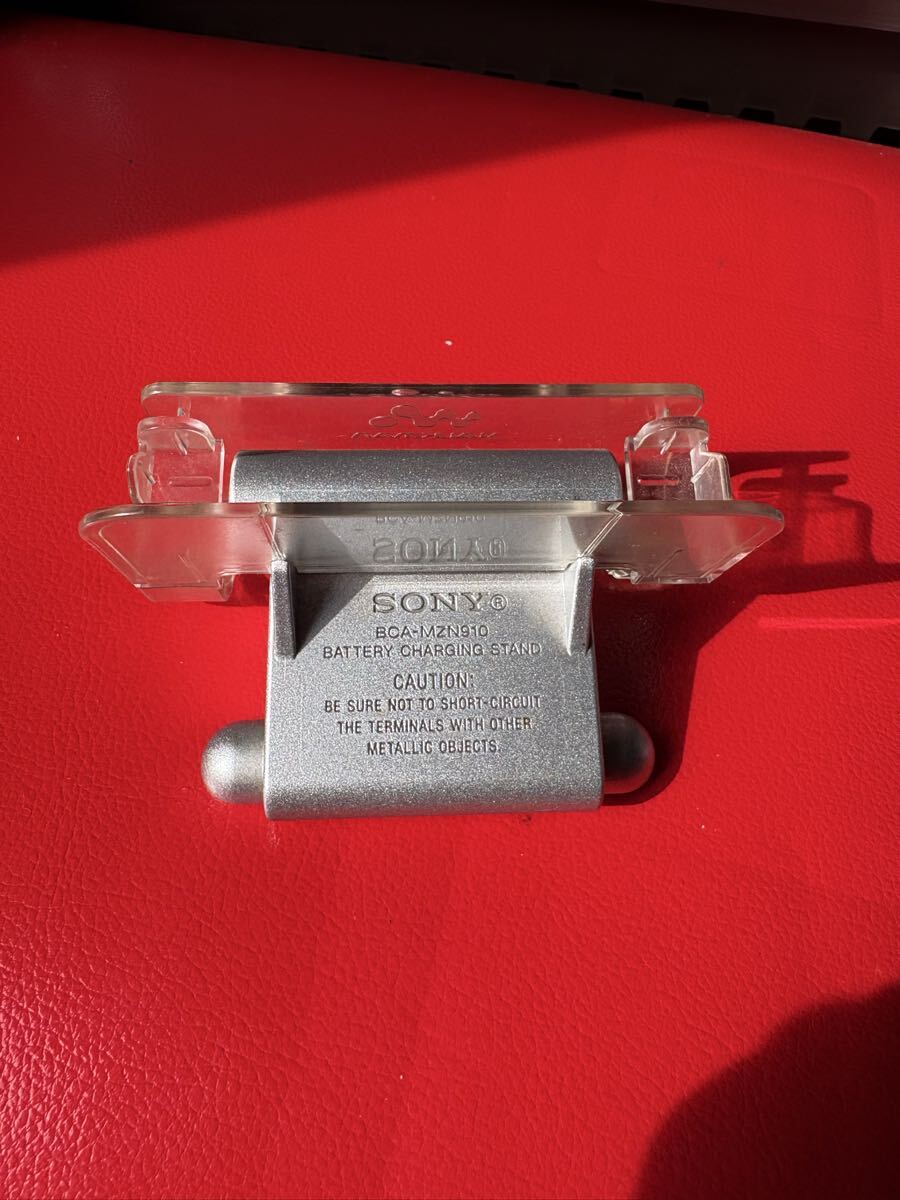 WALKMAN
SONY®
BCA-MZN910
BATTERY CHARGING STAND
CAUTION:
BE SURE NOT TO SHORT-CIRCUIT
THE TERMINALS WITH OTHER
METALLIC OBJECTS.